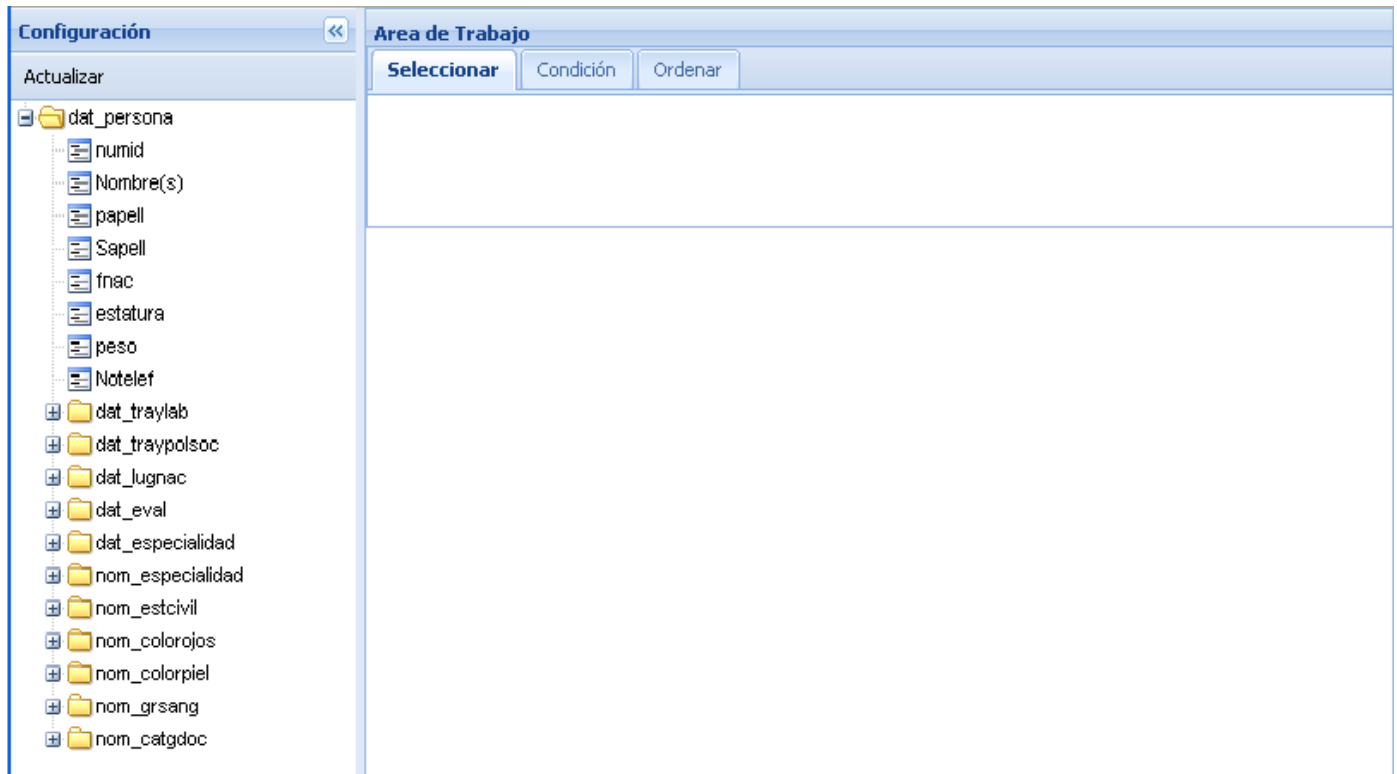 Configuración
Actualizar
dat_persona
numid
Nombre(s)
papell
Sapell
fnac
estatura
peso
Notelef
dat_traylab
dat_traypolsoc
dat_lugnac
dat_eval
dat_especialidad
nom_especialidad
nom_estcivil
nom_colorojos
nom_colorpiel
nom_grsang
nom_catgdoc
Area de Trabajo
Seleccionar Condición Ordenar